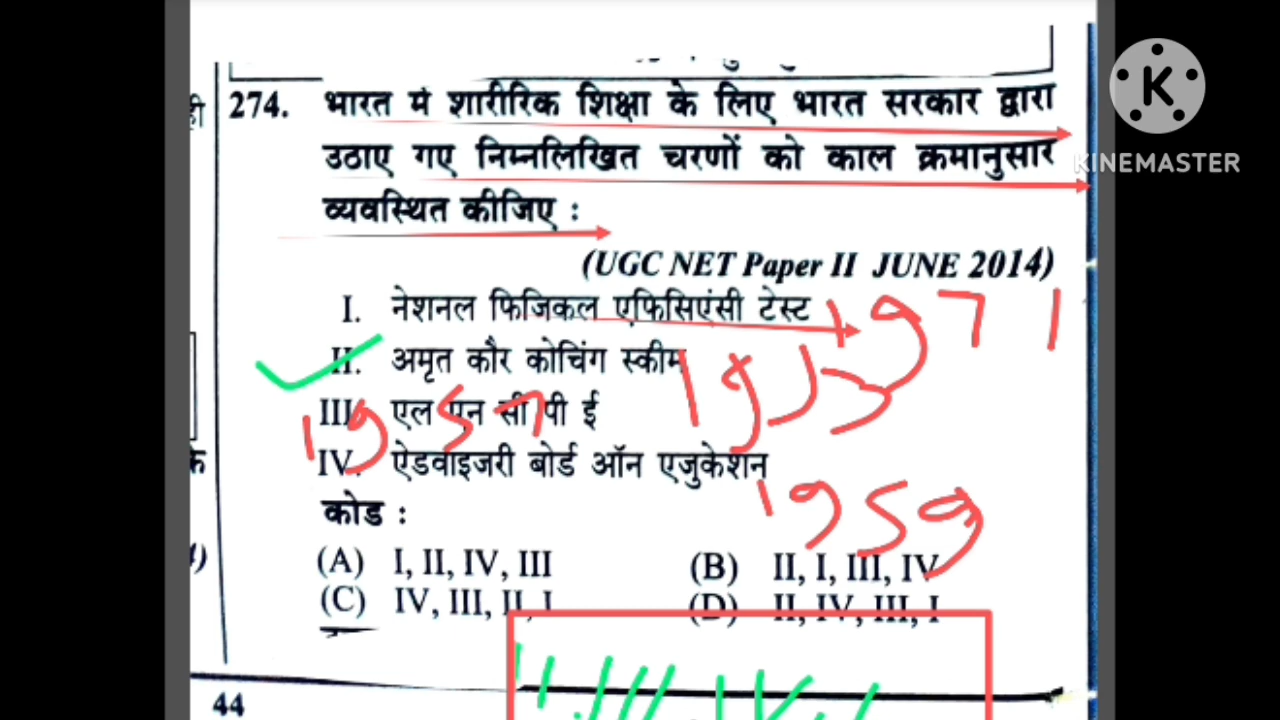 274. भारत में शारीरिक शिक्षा के लिए भारत सरकार द्वारा
उठाए गए निम्नलिखित चरणों को काल क्रमानुसार
व्यवस्थित कीजिए :
(UGC NET Paper II JUNE 2014)
I. नेशनल फिजिकल एफिसिएंसी टेस्ट 1971
II. अमृत कौर कोचिंग स्कीम 1953
III. एल एन सी पी ई 1957
IV. ऐडवाइजरी बोर्ड ऑन एजुकेशन 1959
कोड :
(A) I, II, IV, III (B) II, I, III, IV
(C) IV, III, II, I (D) II, IV, III, I
44
KINEMASTER